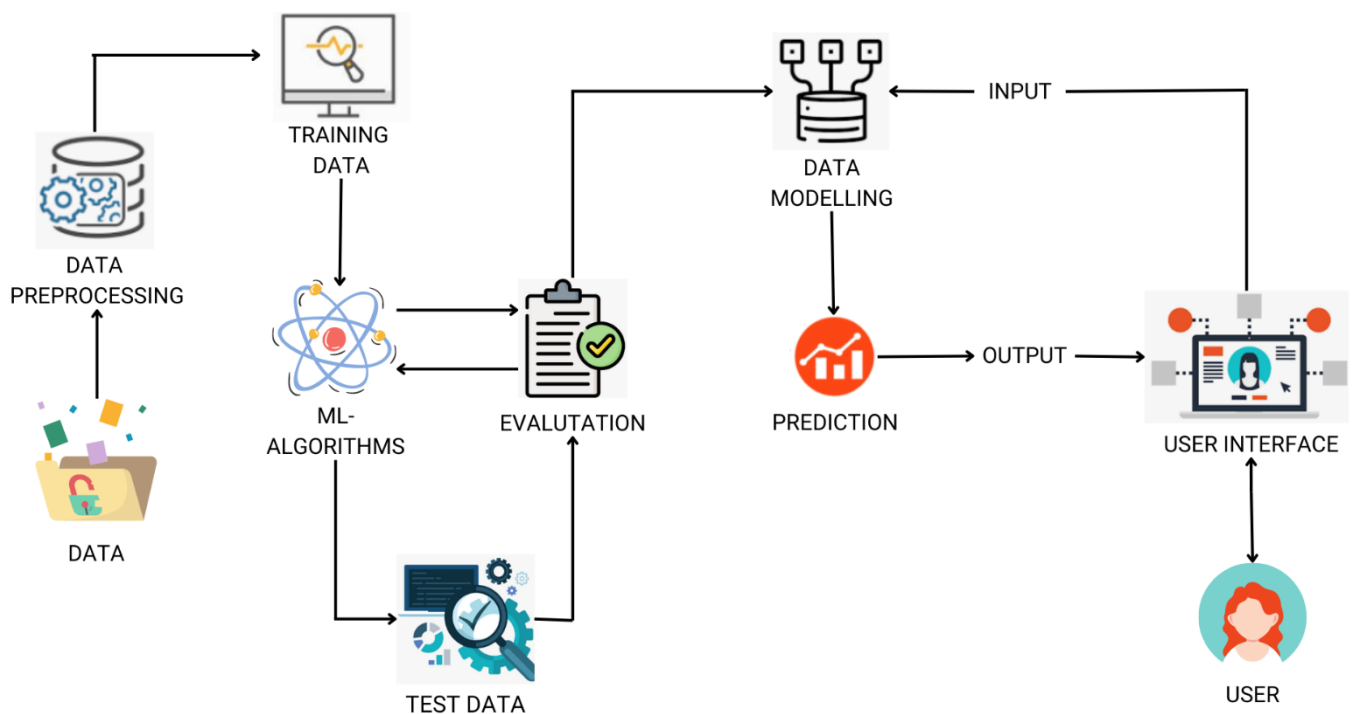 TRAINING
DATA
INPUT
DATA
MODELLING
DATA
PREPROCESSING
OUTPUT
ML-
ALGORITHMS
EVALUTATION
PREDICTION
USER INTERFACE
DATA
TEST DATA
USER